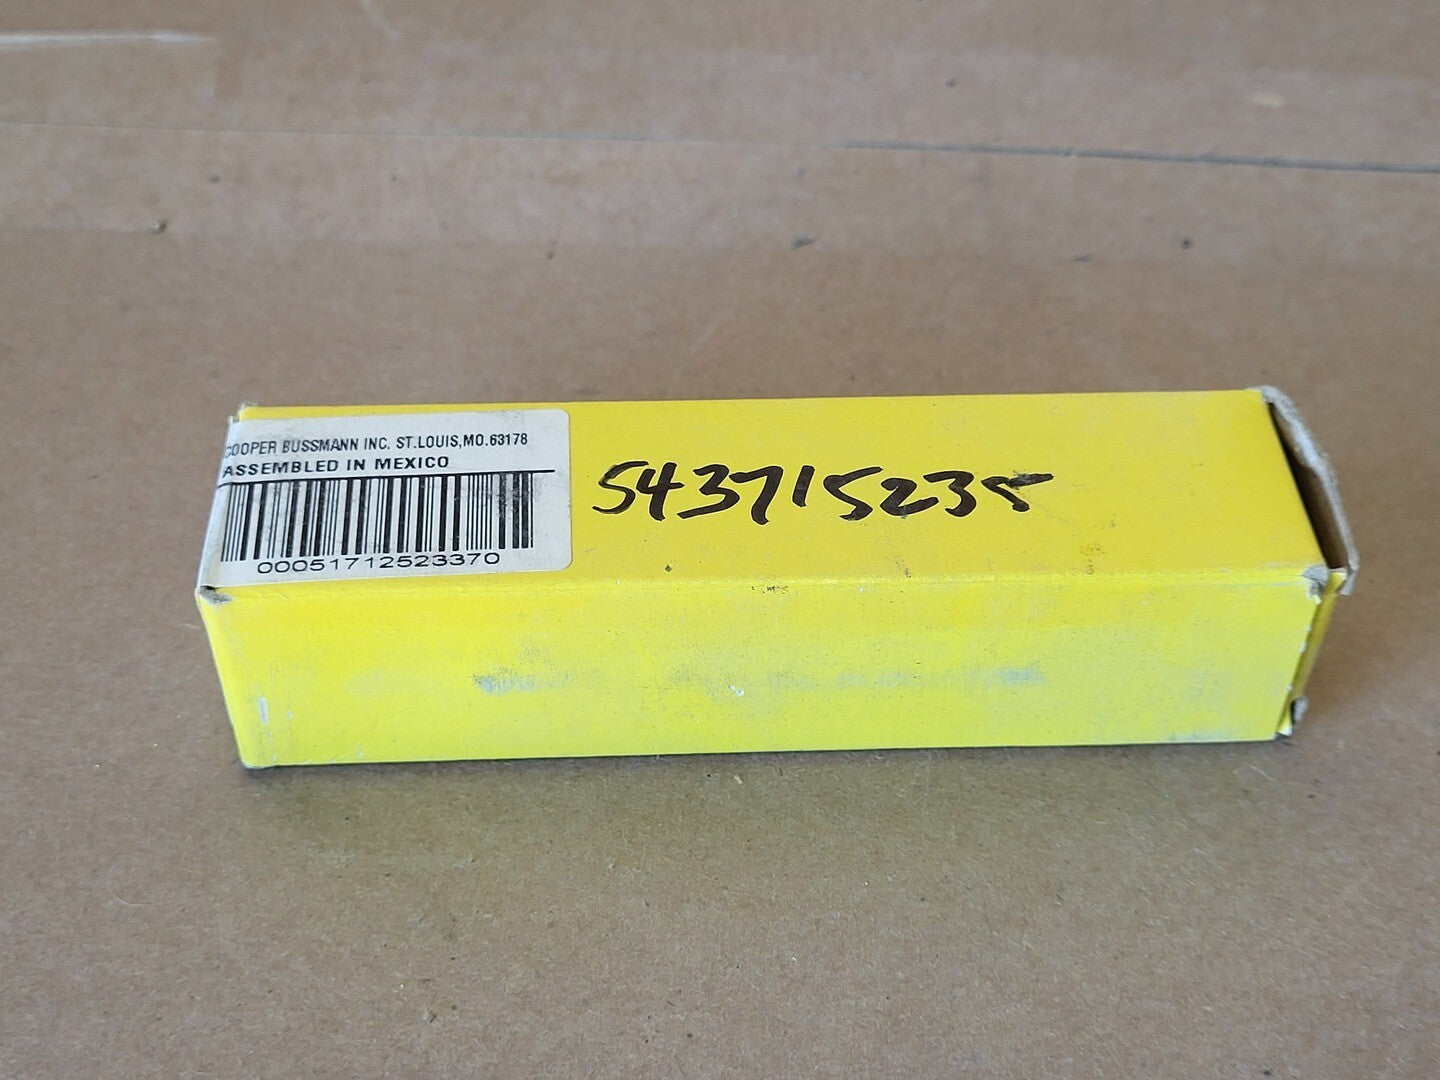 COOPER BUSSMANN INC. ST.LOUIS,MO.63178
ASSEMBLED IN MEXICO
00051712523370
543715235